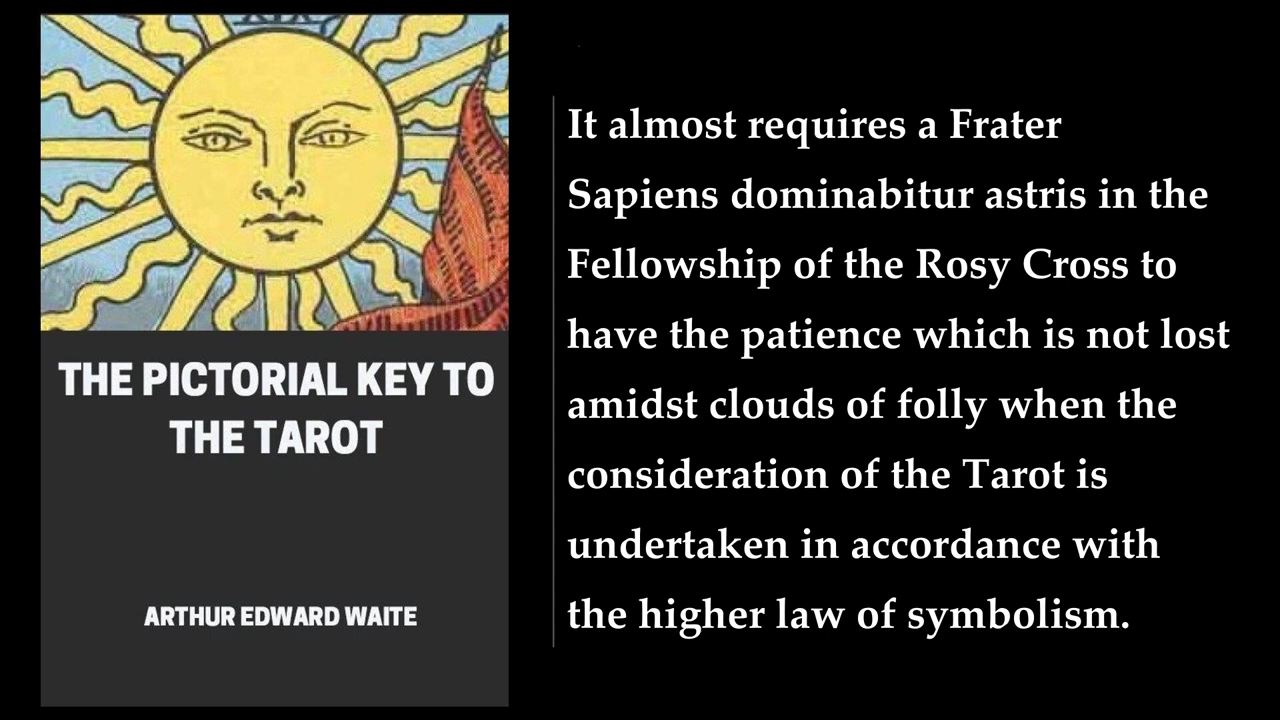 XIX
THE PICTORIAL KEY TO
THE TAROT
ARTHUR EDWARD WAITE
It almost requires a Frater
Sapiens dominabitur astris in the
Fellowship of the Rosy Cross to
have the patience which is not lost
amidst clouds of folly when the
consideration of the Tarot is
undertaken in accordance with
the higher law of symbolism.